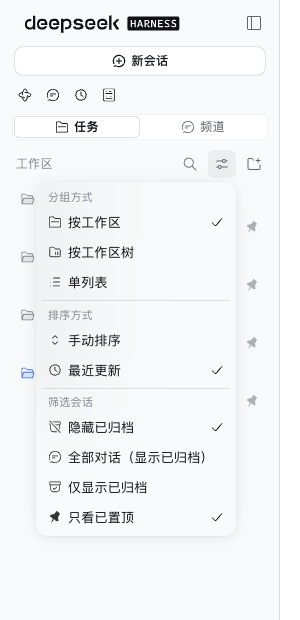 deepseek HARNESS
新会话
任务
频道
工作区
分组方式
按工作区
按工作区树
单列表
排序方式
手动排序
最近更新
筛选会话
隐藏已归档
全部对话（显示已归档）
仅显示已归档
只看已置顶